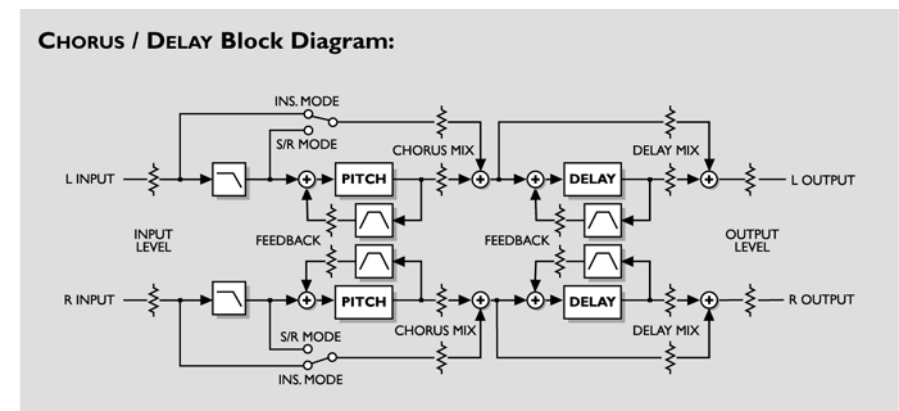 CHORUS / DELAY Block Diagram:
INS. MODE
S/R MODE
CHORUS MIX
DELAY MIX
L INPUT
PITCH
DELAY
L OUTPUT
INPUT
LEVEL
FEEDBACK
FEEDBACK
OUTPUT
LEVEL
R INPUT
PITCH
DELAY
R OUTPUT
CHORUS MIX
DELAY MIX
S/R MODE
INS. MODE